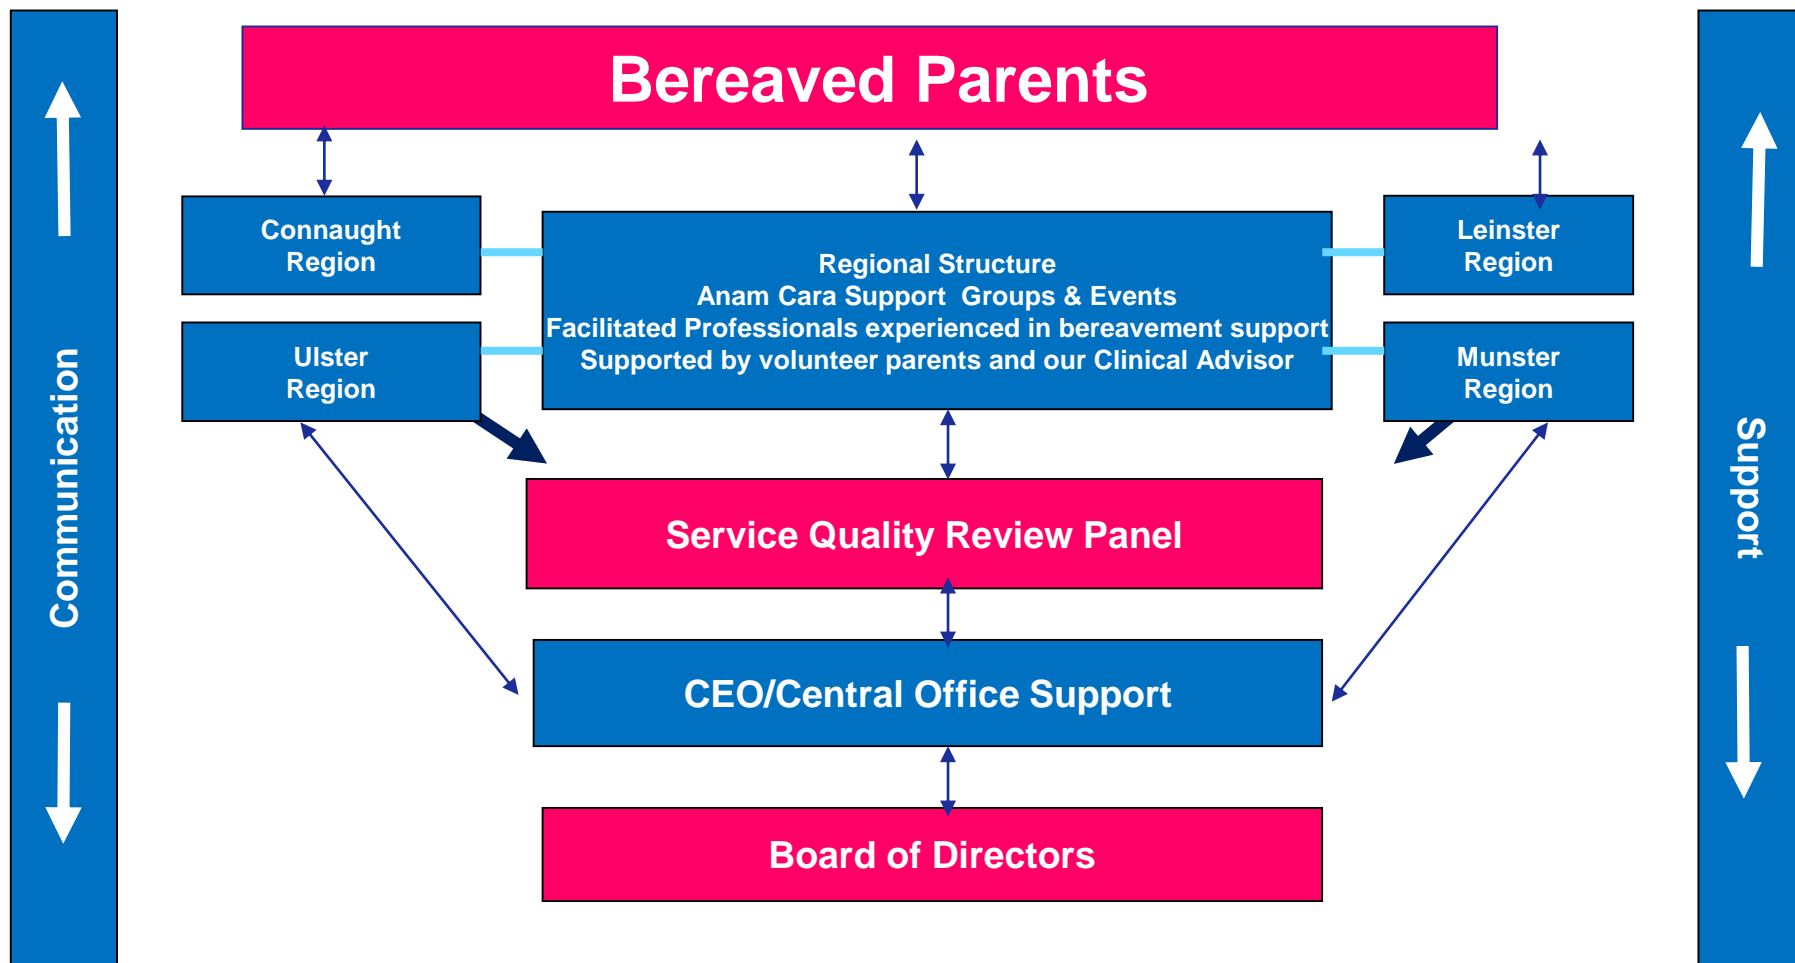 Bereaved Parents
Connaught
Region
Leinster
Region
Regional Structure
Anam Cara Support  Groups & Events
Facilitated Professionals experienced in bereavement support
Supported by volunteer parents and our Clinical Advisor
Ulster
Region
Munster
Region
Communication
Support
Service Quality Review Panel
CEO/Central Office Support
Board of Directors